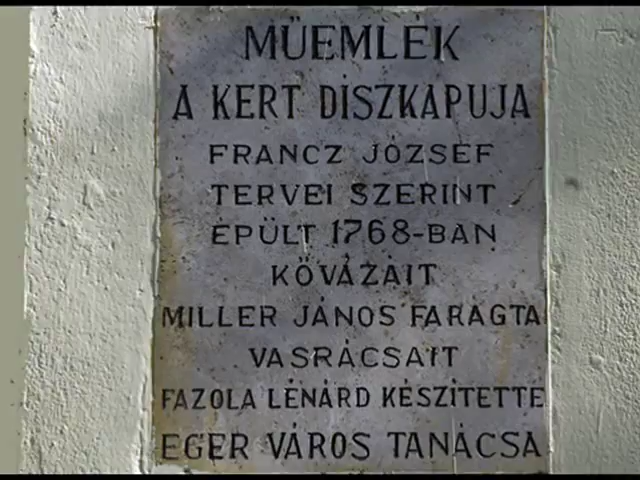 MŰEMLÉK
A KERT DISZKAPUJA
FRANCZ JÓZSEF
TERVEI SZERINT
ÉPÜLT 1768-BAN
KŐVÁZAIT
MILLER JÁNOS FARAGTA
VASRÁCSAIT
FAZOLA LÉNÁRD KÉSZÍTETTE
EGER VÁROS TANÁCSA